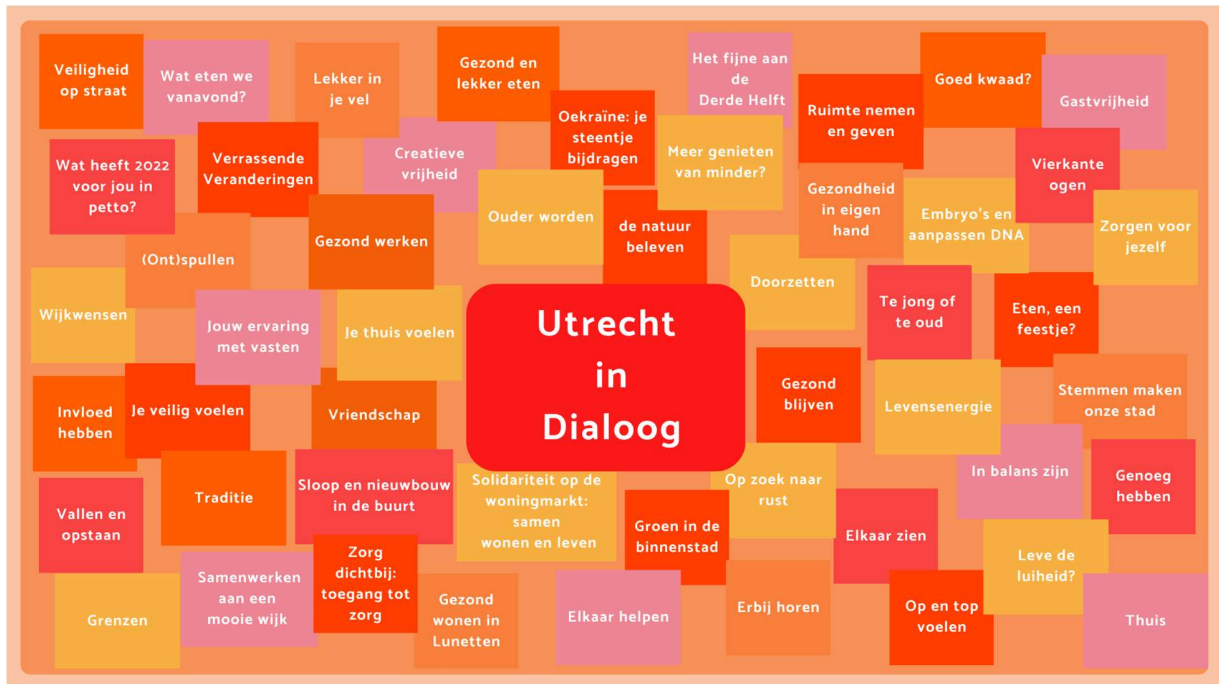 Veiligheid
op straat
Wat eten we
vanavond?
Lekker in
je vel
Gezond en
lekker eten
Het fijne aan
de
Derde Helft
Goed kwaad?
Gastvrijheid
Oekraïne: je
steentje
bijdragen
Ruimte nemen
en geven
Wat heeft 2022
voor jou in
petto?
Verrassende
Veranderingen
Creatieve
vrijheid
Meer genieten
van minder?
Vierkante
ogen
Ouder worden
Gezondheid
in eigen
hand
Embryo's en
aanpassen DNA
Zorgen voor
jezelf
(Ont)spullen
Gezond werken
de natuur
beleven
Doorzetten
Te jong of
te oud
Eten, een
feestje?
Wijkwensen
Jouw ervaring
met vasten
Je thuis voelen
Utrecht
in
Dialoog
Gezond
blijven
Levensenergie
Stemmen maken
onze stad
Invloed
hebben
Je veilig voelen
Vriendschap
In balans zijn
Genoeg
hebben
Vallen en
opstaan
Traditie
Sloop en nieuwbouw
in de buurt
Solidariteit op de
woningmarkt:
samen
wonen en leven
Op zoek naar
rust
Groen in de
binnenstad
Elkaar zien
Leve de
luiheid?
Grenzen
Samenwerken
aan een
mooie wijk
Zorg
dichtbij:
toegang tot
zorg
Gezond
wonen in
Lunetten
Elkaar helpen
Erbij horen
Op en top
voelen
Thuis